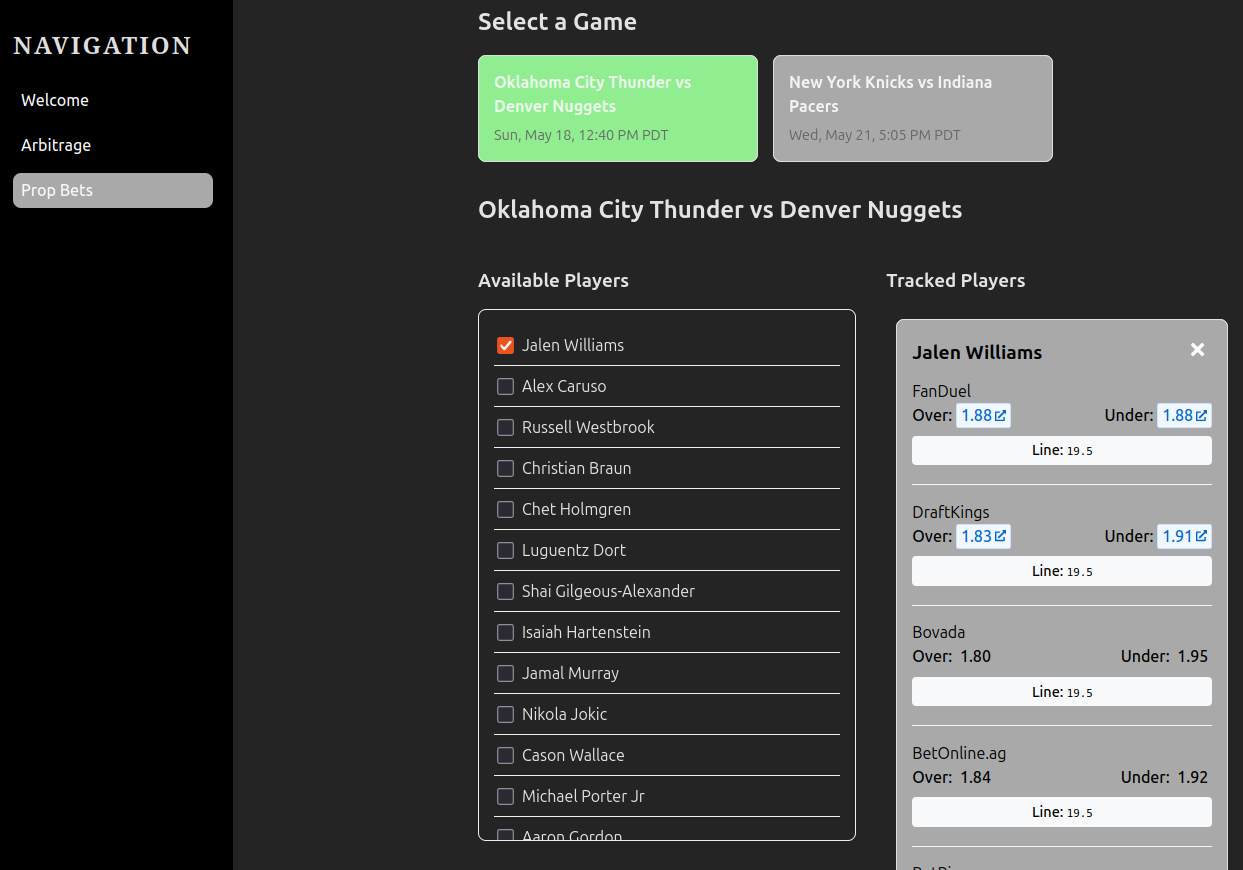 NAVIGATION
Welcome
Arbitrage
Prop Bets
Select a Game
Oklahoma City Thunder vs
Denver Nuggets
Sun, May 18, 12:40 PM PDT
New York Knicks vs Indiana
Pacers
Wed, May 21, 5:05 PM PDT
Oklahoma City Thunder vs Denver Nuggets
Available Players
Jalen Williams
Alex Caruso
Russell Westbrook
Christian Braun
Chet Holmgren
Luguentz Dort
Shai Gilgeous-Alexander
Isaiah Hartenstein
Jamal Murray
Nikola Jokic
Cason Wallace
Michael Porter Jr
Aaron Gordon
Tracked Players
Jalen Williams
FanDuel
Over: 1.88 Under: 1.88
Line: 19.5
DraftKings
Over: 1.83 Under: 1.91
Line: 19.5
Bovada
Over: 1.80 Under: 1.95
Line: 19.5
BetOnline.ag
Over: 1.84 Under: 1.92
Line: 19.5